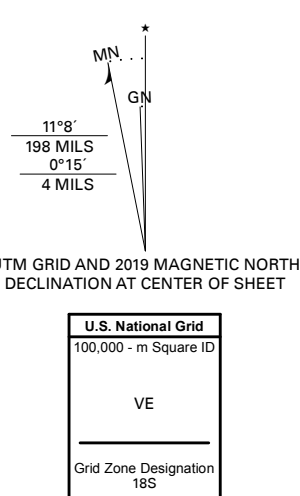 ★
MN
GN
11°8´
198 MILS
0°15´
4 MILS
UTM GRID AND 2019 MAGNETIC NORTH
DECLINATION AT CENTER OF SHEET
U.S. National Grid
100,000 - m Square ID
VE
Grid Zone Designation
18S